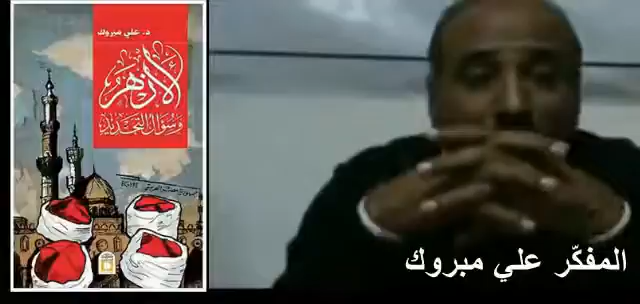 د. علي مبروك
الأزهر
وسؤال التجديد
المفكّر علي مبروك